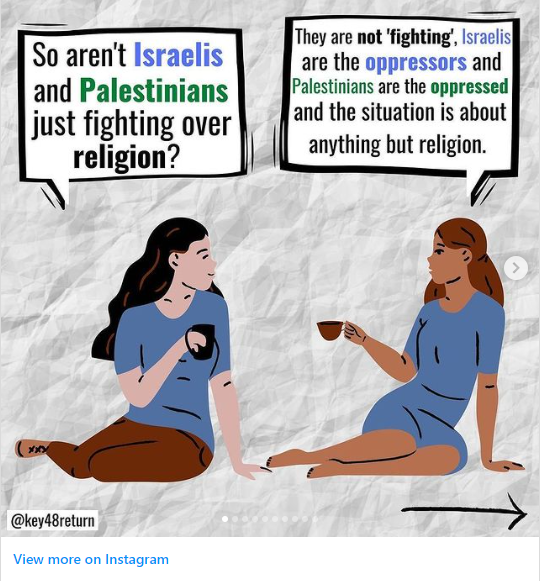 So aren't Israelis
and Palestinians
just fighting over
religion?
They are not 'fighting', Israelis
are the oppressors and
Palestinians are the oppressed
and the situation is about
anything but religion.
@key48return
View more on Instagram